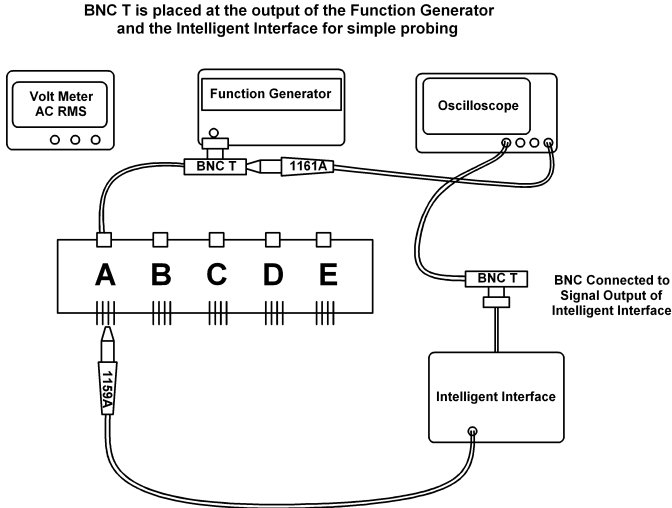 BNC T is placed at the output of the Function Generator
and the Intelligent Interface for simple probing
Volt Meter
AC RMS
Function Generator
Oscilloscope
BNC T
1161A
A B C D E
BNC T
BNC Connected to
Signal Output of
Intelligent Interface
1159A
Intelligent Interface